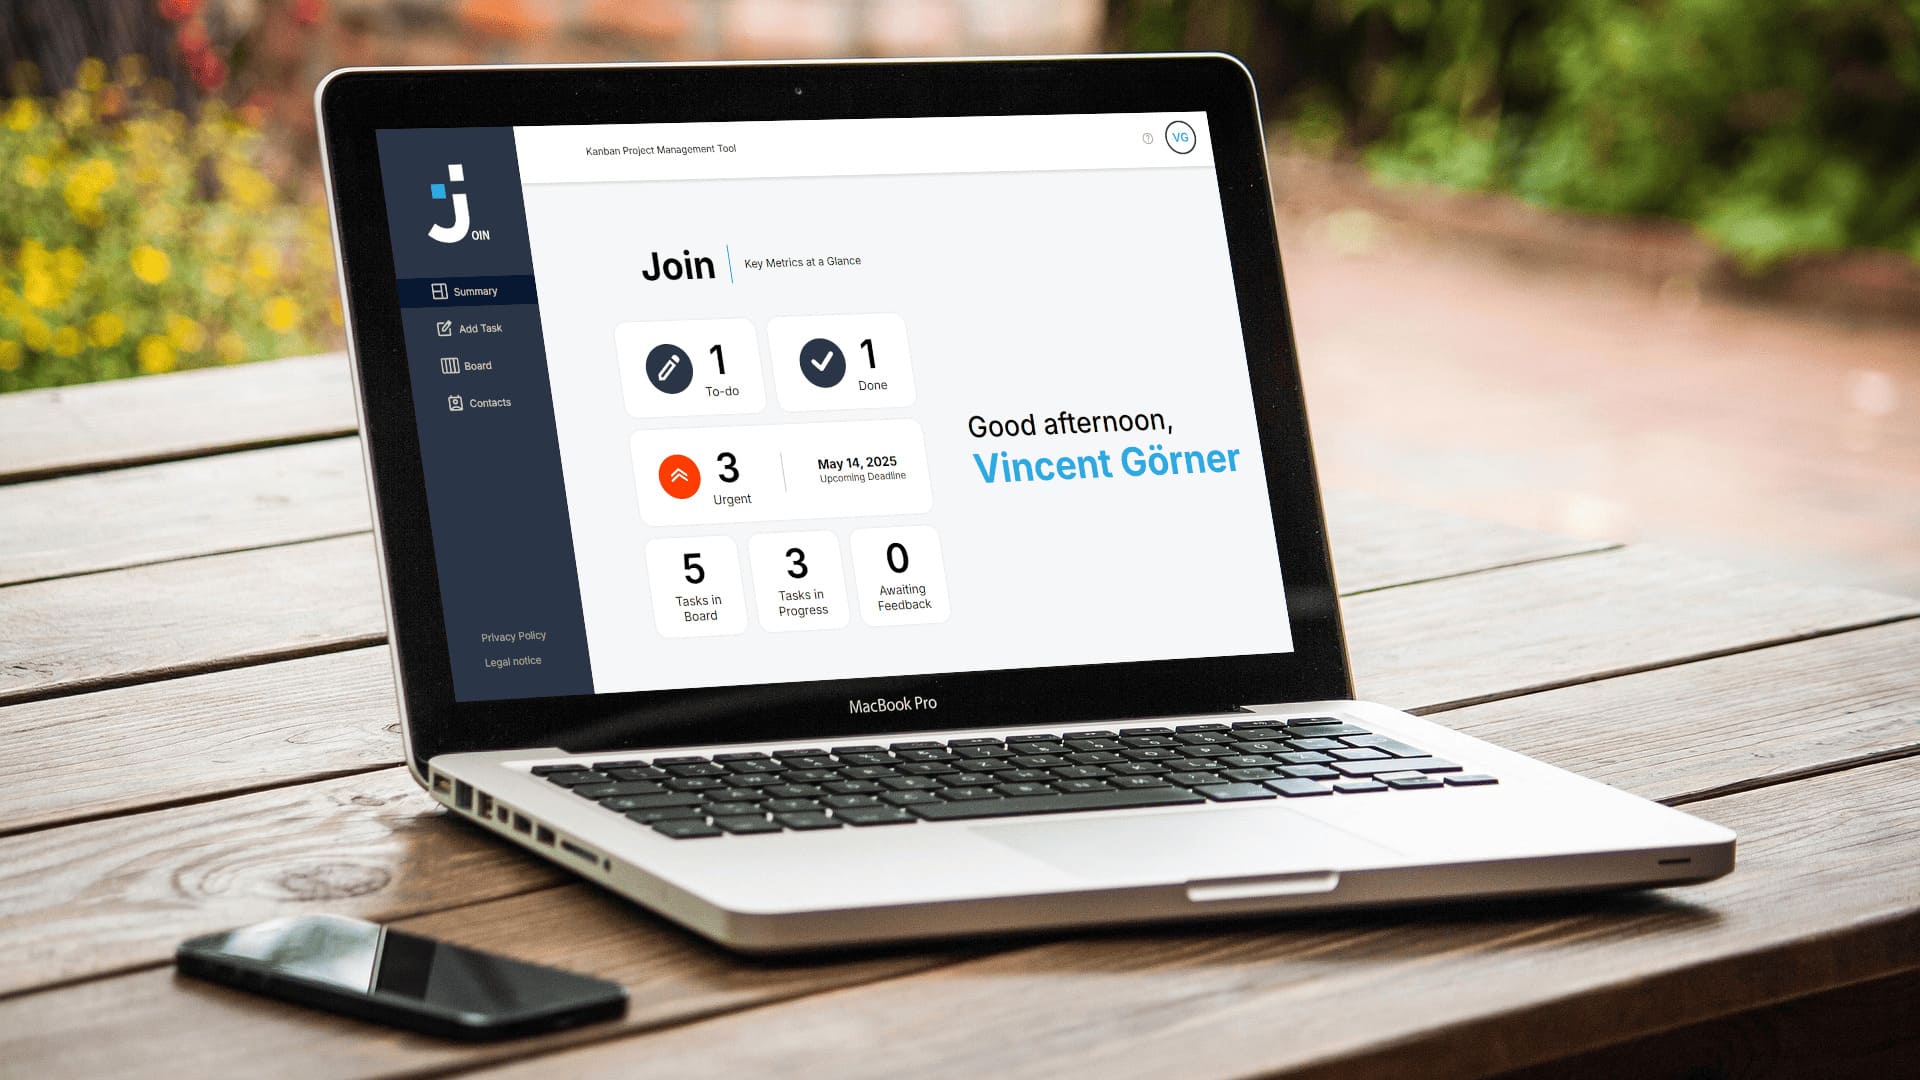 Kanban Project Management Tool
VG
JOIN
Summary
Add Task
Board
Contacts
Privacy Policy
Legal notice
Join
Key Metrics at a Glance
1
To-do
1
Done
3
Urgent
May 14, 2025
Upcoming Deadline
5
Tasks in
Board
3
Tasks in
Progress
0
Awaiting
Feedback
Good afternoon,
Vincent Görner
MacBook Pro